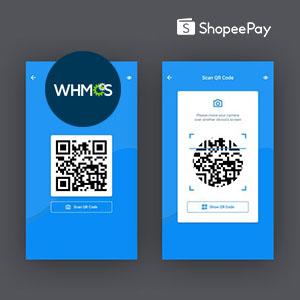 ShopeePay
WHMCS
Scan QR Code
Scan QR Code
Please move your camera
over another device's screen
Show QR Code